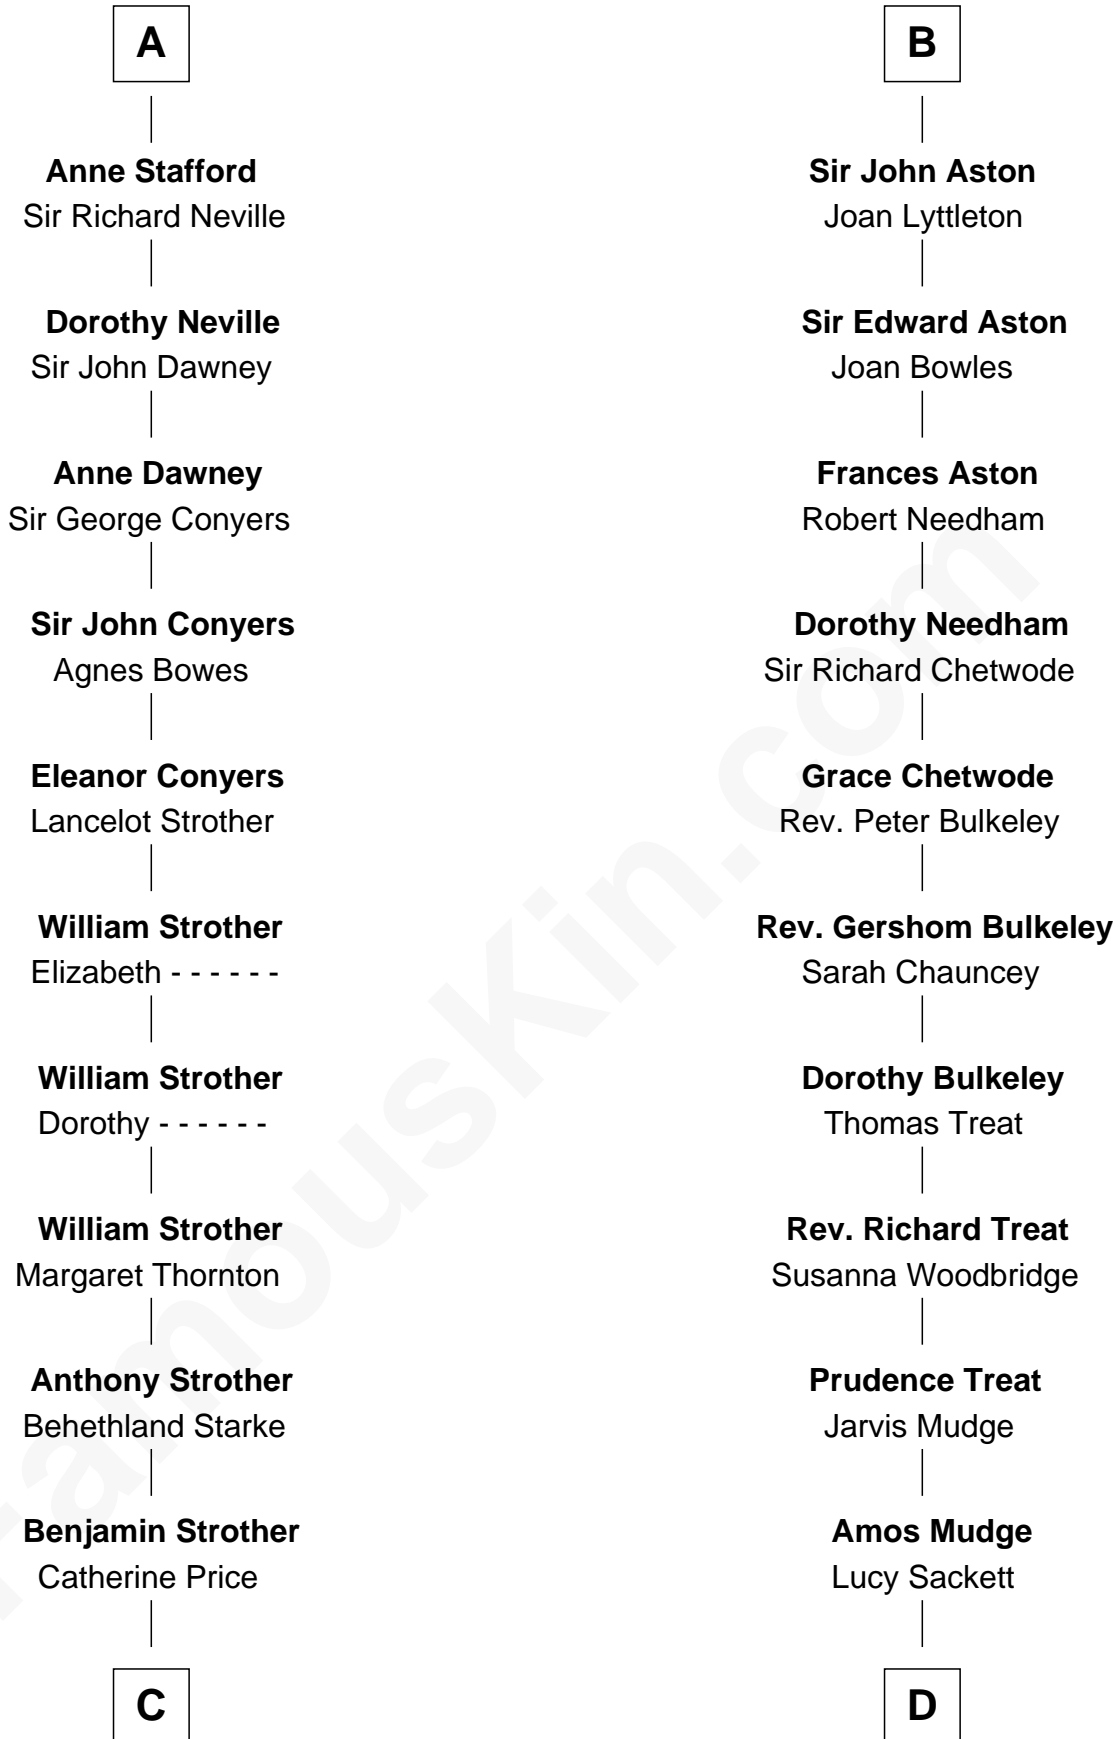 A
Anne Stafford
Sir Richard Neville
Dorothy Neville
Sir John Dawney
Anne Dawney
Sir George Conyers
Sir John Conyers
Agnes Bowes
Eleanor Conyers
Lancelot Strother
William Strother
Elizabeth - - - - - -
William Strother
Dorothy - - - - - -
William Strother
Margaret Thornton
Anthony Strother
Behethland Starke
Benjamin Strother
Catherine Price
C
B
Sir John Aston
Joan Lyttleton
Sir Edward Aston
Joan Bowles
Frances Aston
Robert Needham
Dorothy Needham
Sir Richard Chetwode
Grace Chetwode
Rev. Peter Bulkeley
Rev. Gershom Bulkeley
Sarah Chauncey
Dorothy Bulkeley
Thomas Treat
Rev. Richard Treat
Susanna Woodbridge
Prudence Treat
Jarvis Mudge
Amos Mudge
Lucy Sackett
D
FamousKin.com